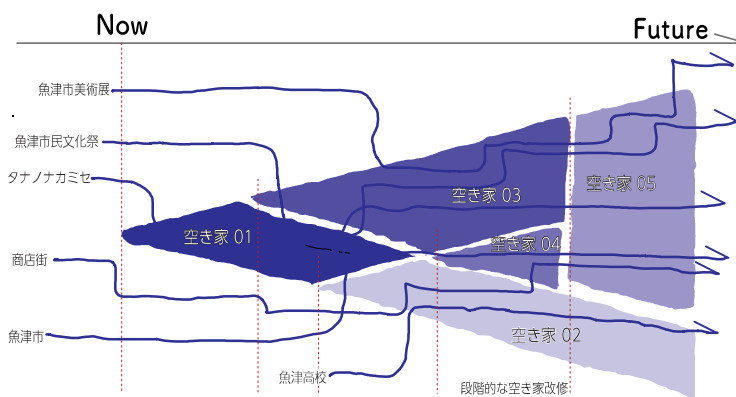 Now
Future
魚津市美術展
魚津市民文化祭
タナノナカミセ
空き家 03
空き家 05
空き家 01
空き家 04
商店街
魚津市
空き家 02
魚津高校
段階的な空き家改修